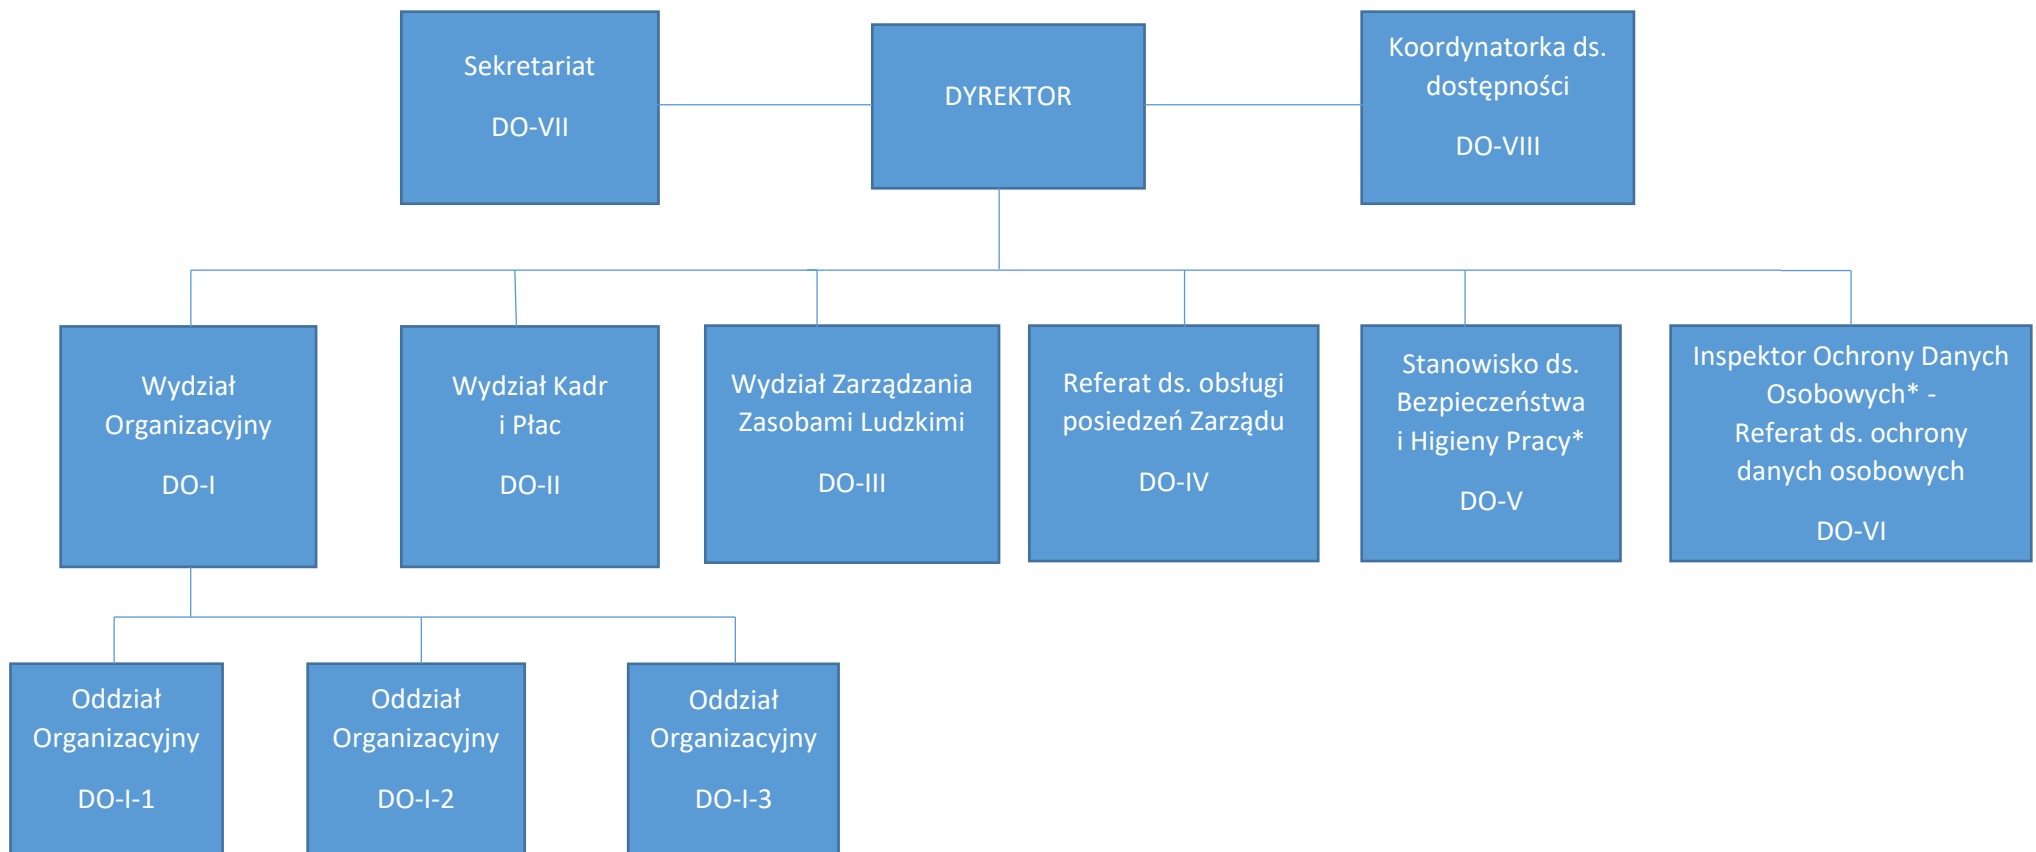 Sekretariat
DO-VII
DYREKTOR
Koordynatorka ds.
dostępności
DO-VIII
Wydział
Organizacyjny
DO-I
Wydział Kadr
i Płac
DO-II
Wydział Zarządzania
Zasobami Ludzkimi
DO-III
Referat ds. obsługi
posiedzeń Zarządu
DO-IV
Stanowisko ds.
Bezpieczeństwa
i Higieny Pracy*
DO-V
Inspektor Ochrony Danych
Osobowych* -
Referat ds. ochrony
danych osobowych
DO-VI
Oddział
Organizacyjny
DO-I-1
Oddział
Organizacyjny
DO-I-2
Oddział
Organizacyjny
DO-I-3